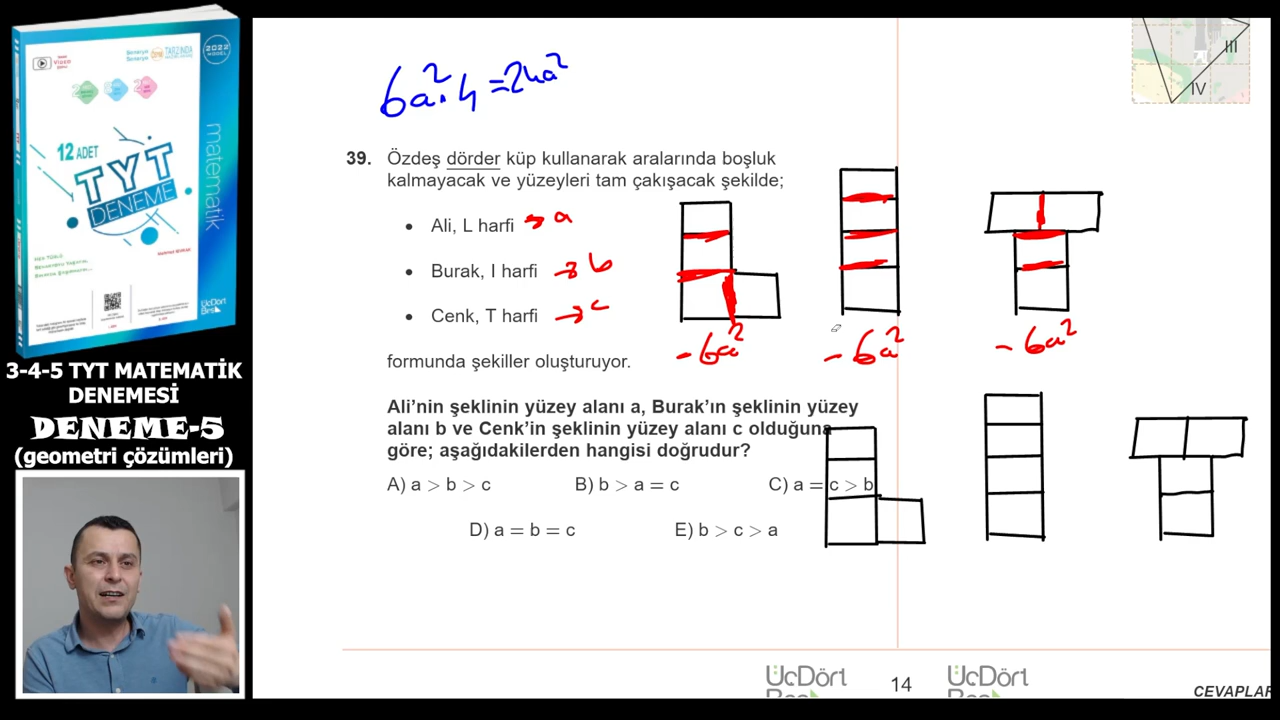 2022
TARZINDA
matematik
12 ADET
TYT
DENEME
ÜçDört
Beş
3-4-5 TYT MATEMATİK
DENEMESİ
DENEME-5
(geometri çözümleri)
6a².4=24a²
III
IV
39. Özdeş dörder küp kullanarak aralarında boşluk
kalmayacak ve yüzeyleri tam çakışacak şekilde;
• Ali, L harfi → a
• Burak, I harfi → b
• Cenk, T harfi → c
-6a² -6a² -6a²
formunda şekiller oluşturuyor.
Ali'nin şeklinin yüzey alanı a, Burak'ın şeklinin yüzey
alanı b ve Cenk'in şeklinin yüzey alanı c olduğuna
göre; aşağıdakilerden hangisi doğrudur?
A) a > b > c B) b > a = c C) a = c > b
D) a = b = c E) b > c > a
ÜçDört 14 ÜçDört
CEVAPLAR